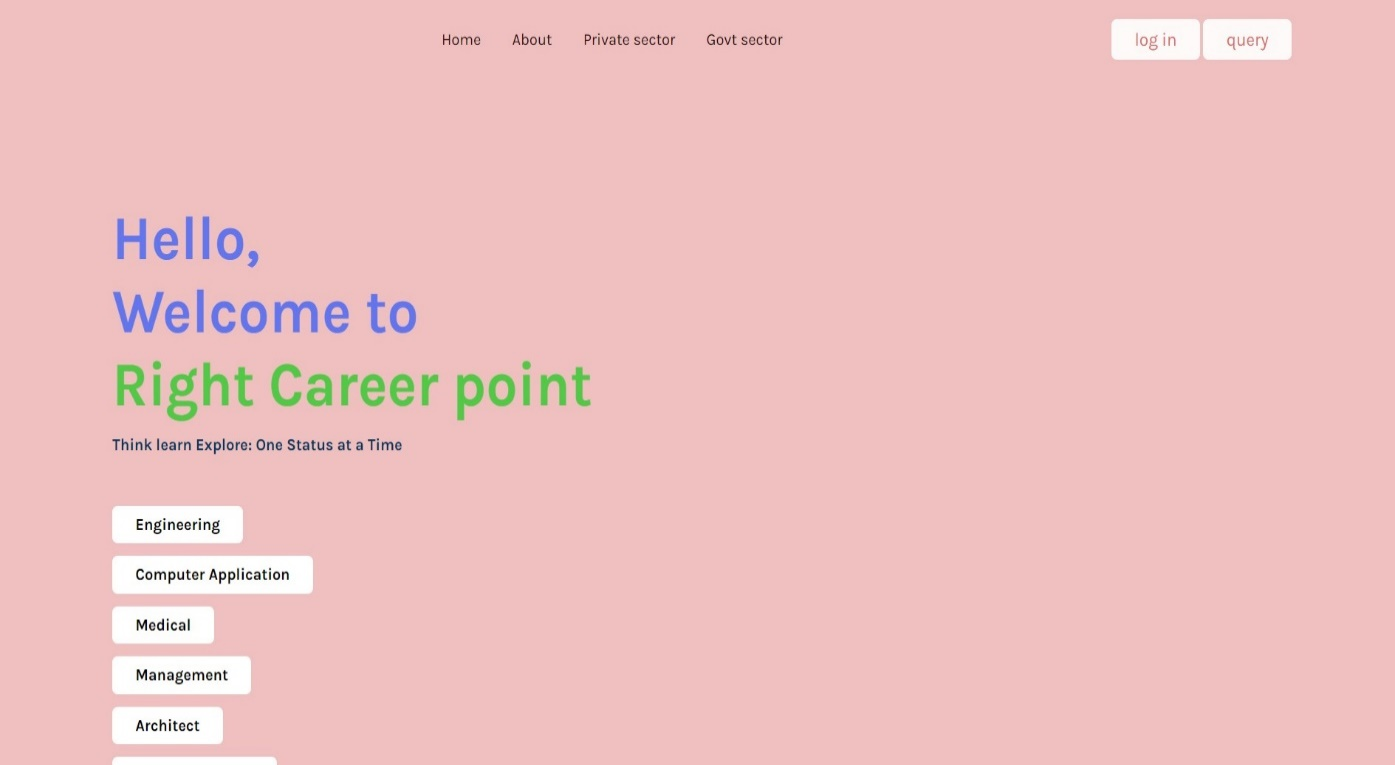 Home About Private sector Govt sector log in query
Hello,
Welcome to
Right Career point
Think learn Explore: One Status at a Time
Engineering
Computer Application
Medical
Management
Architect